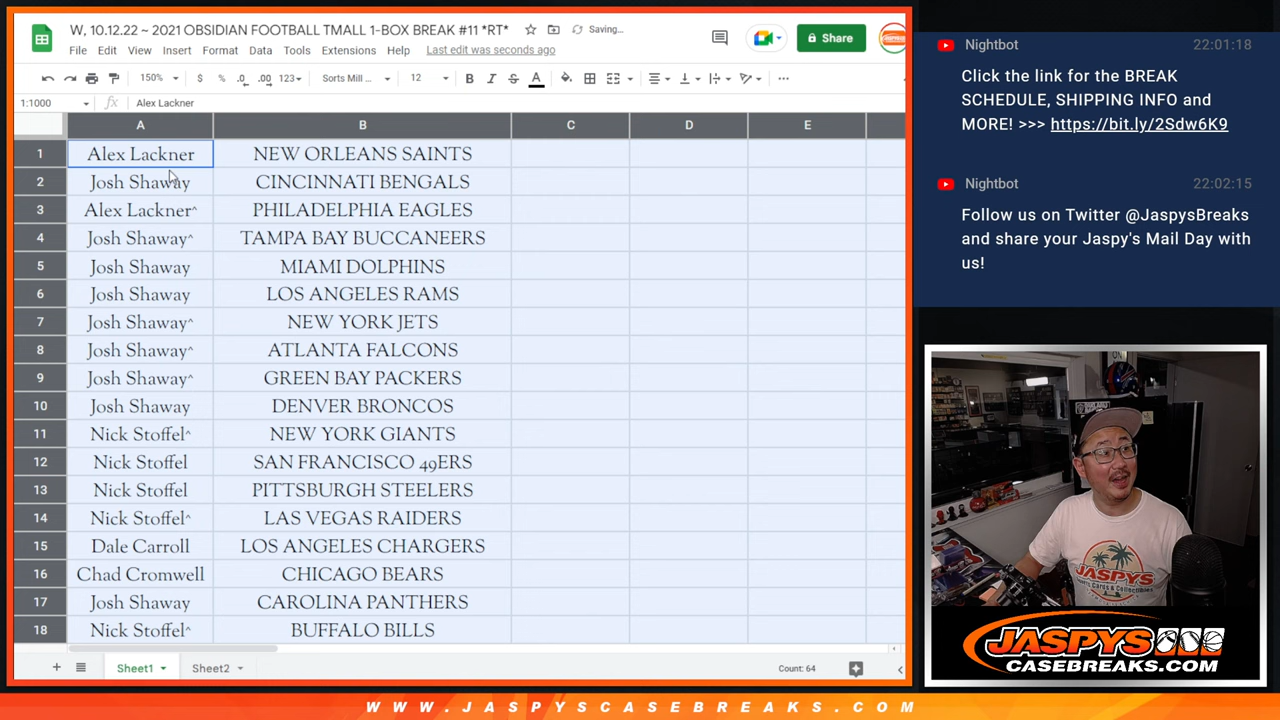 W, 10.12.22 ~ 2021 OBSIDIAN FOOTBALL TMALL 1-BOX BREAK #11 *RT*
Saving...
File Edit View Insert Format Data Tools Extensions Help Last edit was seconds ago
Share
150% $ % .0 .00 123 Sorts Mill ... 12 B I S A
1:1000 fx Alex Lackner
A B C D E
1 Alex Lackner NEW ORLEANS SAINTS
2 Josh Shaway CINCINNATI BENGALS
3 Alex Lackner^ PHILADELPHIA EAGLES
4 Josh Shaway^ TAMPA BAY BUCCANEERS
5 Josh Shaway MIAMI DOLPHINS
6 Josh Shaway LOS ANGELES RAMS
7 Josh Shaway^ NEW YORK JETS
8 Josh Shaway^ ATLANTA FALCONS
9 Josh Shaway^ GREEN BAY PACKERS
10 Josh Shaway DENVER BRONCOS
11 Nick Stoffel^ NEW YORK GIANTS
12 Nick Stoffel SAN FRANCISCO 49ERS
13 Nick Stoffel PITTSBURGH STEELERS
14 Nick Stoffel^ LAS VEGAS RAIDERS
15 Dale Carroll LOS ANGELES CHARGERS
16 Chad Cromwell CHICAGO BEARS
17 Josh Shaway CAROLINA PANTHERS
18 Nick Stoffel^ BUFFALO BILLS
Sheet1 Sheet2 Count: 64
Nightbot 22:01:18
Click the link for the BREAK
SCHEDULE, SHIPPING INFO and
MORE! >>> https://bit.ly/2Sdw6K9
Nightbot 22:02:15
Follow us on Twitter @JaspysBreaks
and share your Jaspy's Mail Day with
us!
JASPYS
JASPYS
CASEBREAKS.COM
WWW.JASPYSCASEBREAKS.COM